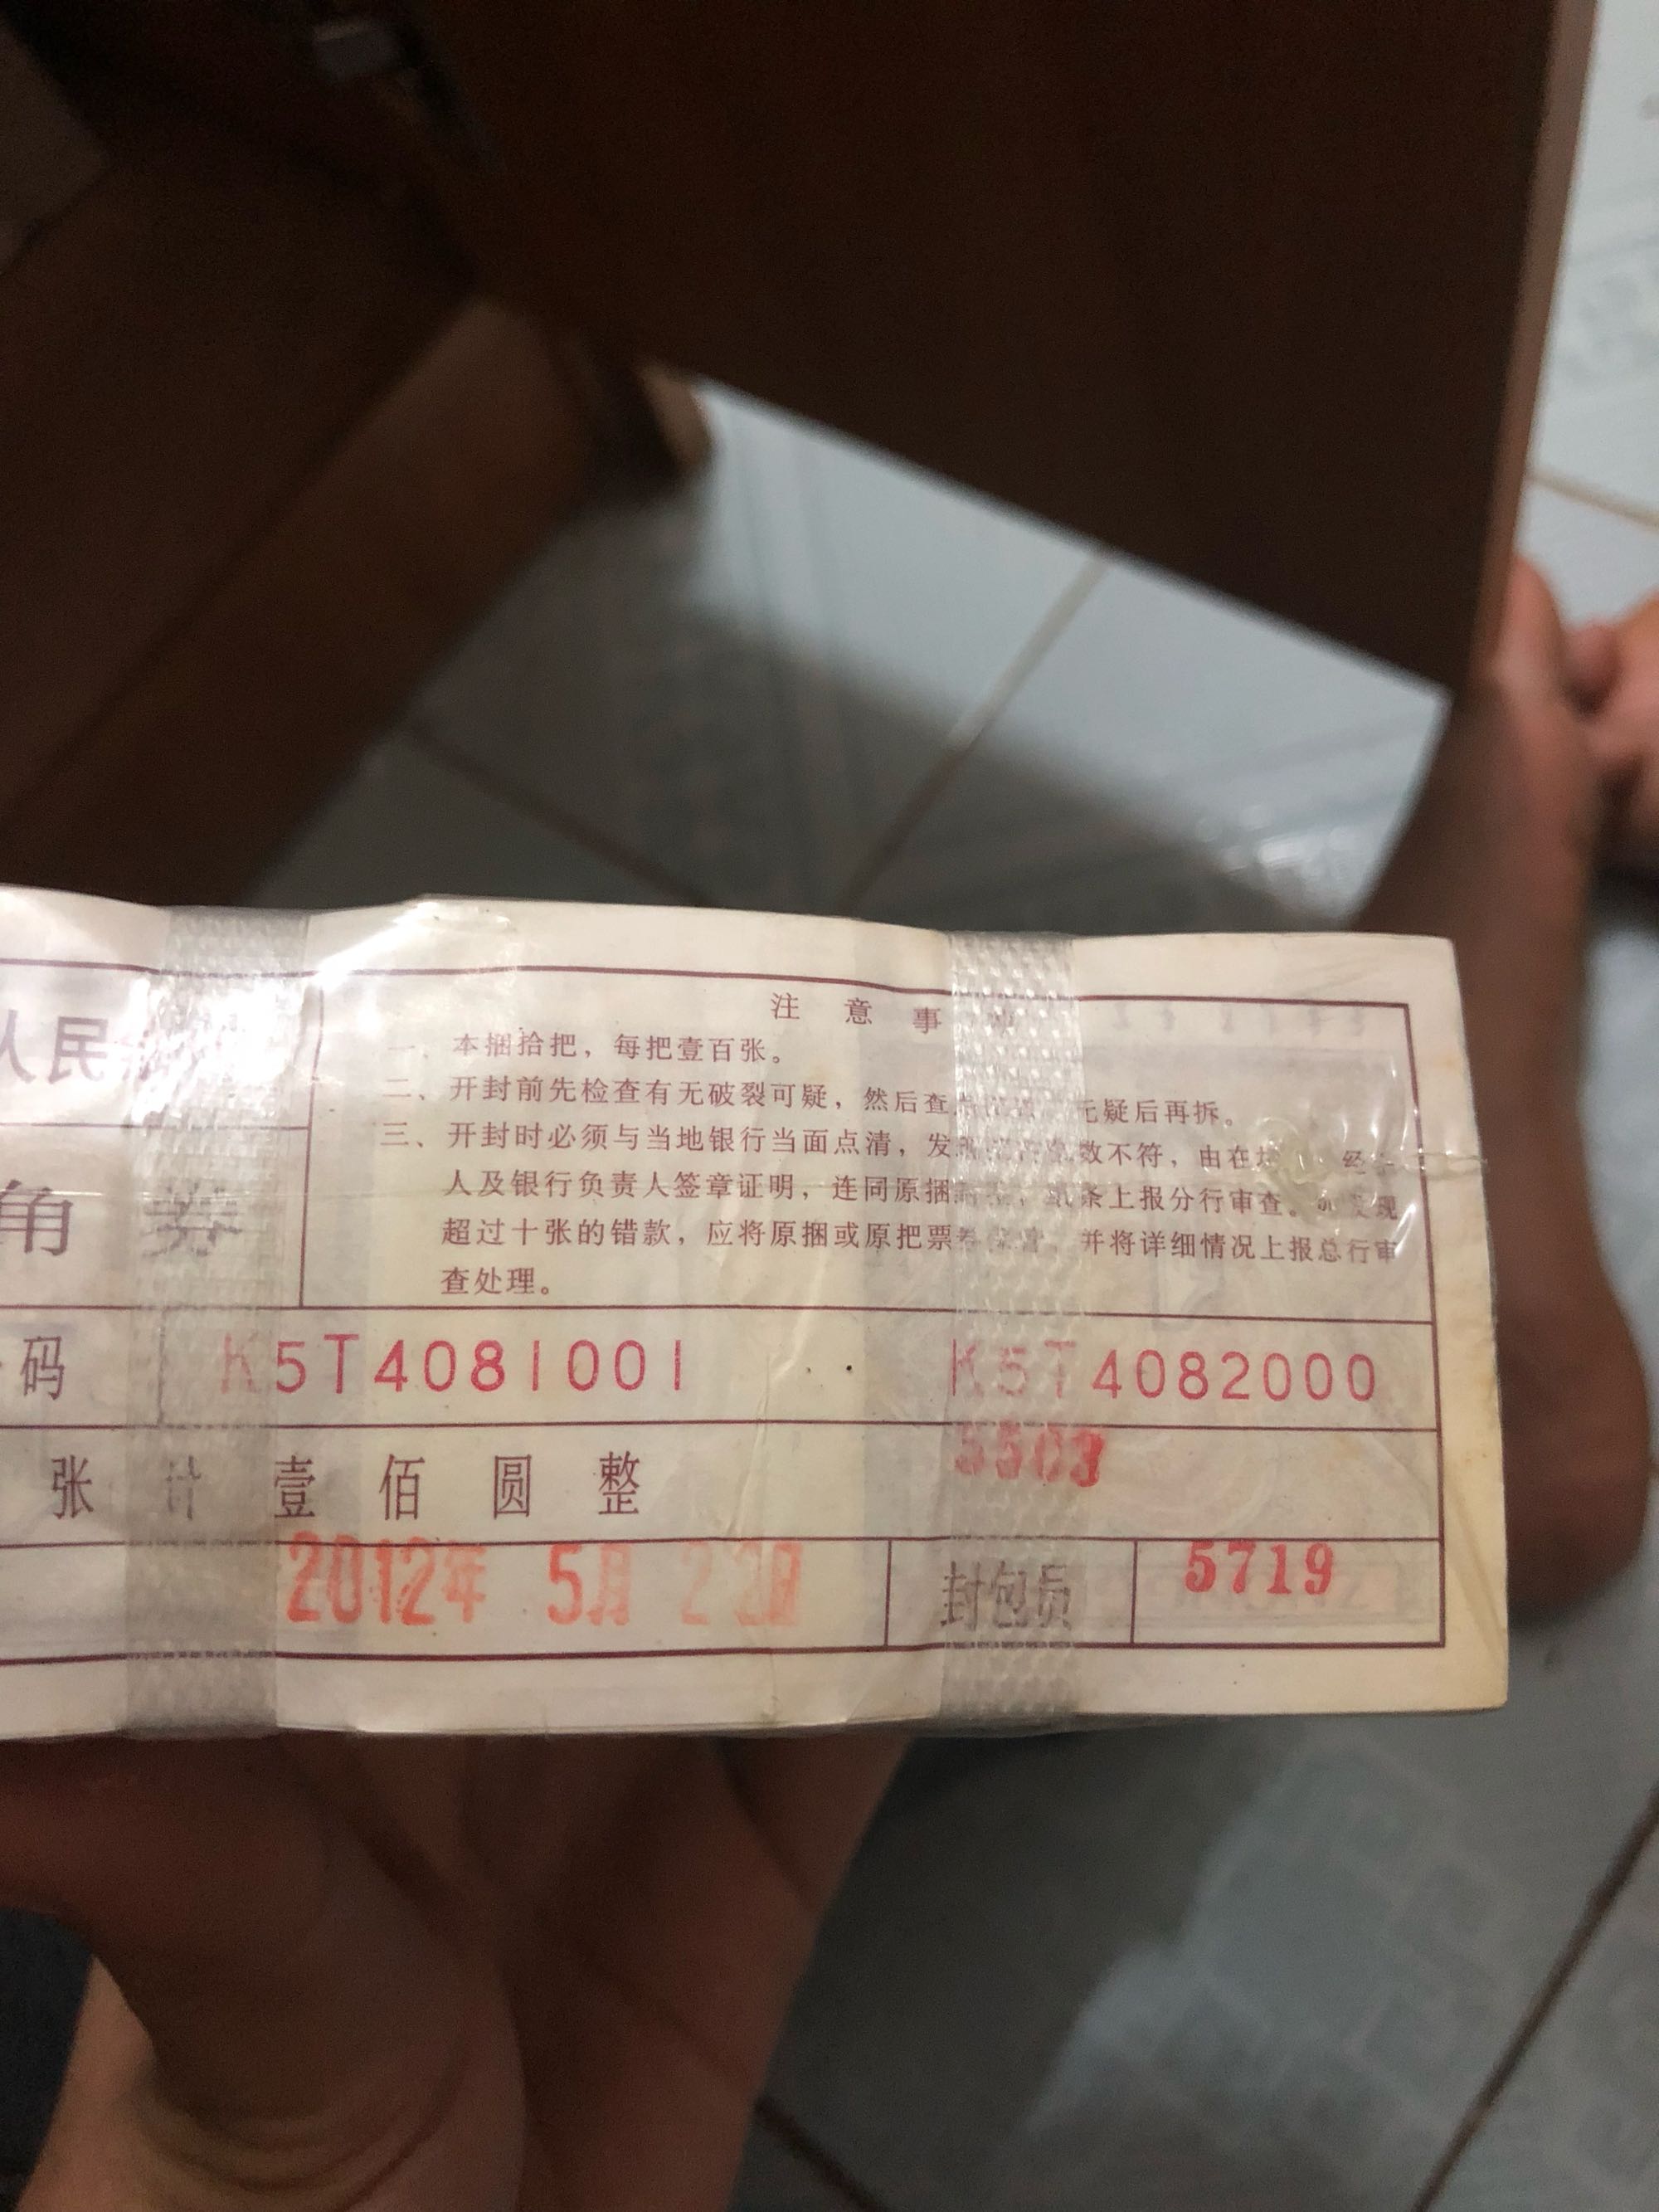 人民
注 意 事
一、本捆拾把，每把壹百张。
二、开封前先检查有无破裂可疑，然后查 无疑后再拆。
三、开封时必须与当地银行当面点清，发 数不符，由在 经
人及银行负责人签章证明，连同原捆 条上报分行审查。 现
超过十张的错款，应将原捆或原把票 并将详细情况上报总行审
查处理。
角 券
码 K5T4081001 K5T4082000
张 计 壹 佰 圆 整 5503
2012年 5月 封包员 5719